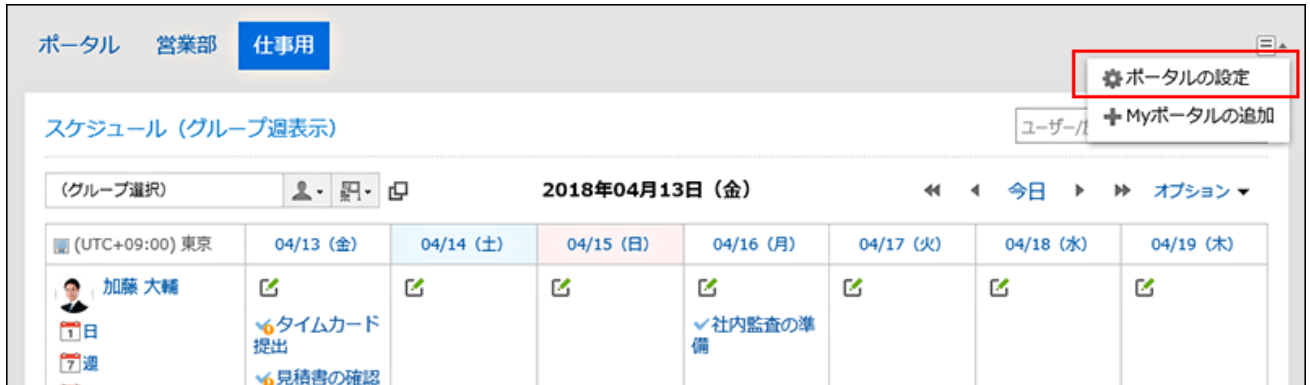 ポータル 営業部 仕事用
ポータルの設定
Myポータルの追加
スケジュール（グループ週表示）
ユーザー/
（グループ選択）
2018年04月13日（金）
今日
オプション
(UTC+09:00) 東京
04/13（金）
04/14（土）
04/15（日）
04/16（月）
04/17（火）
04/18（水）
04/19（木）
加藤 大輔
1日
7週
タイムカード
提出
見積書の確認
社内監査の準
備